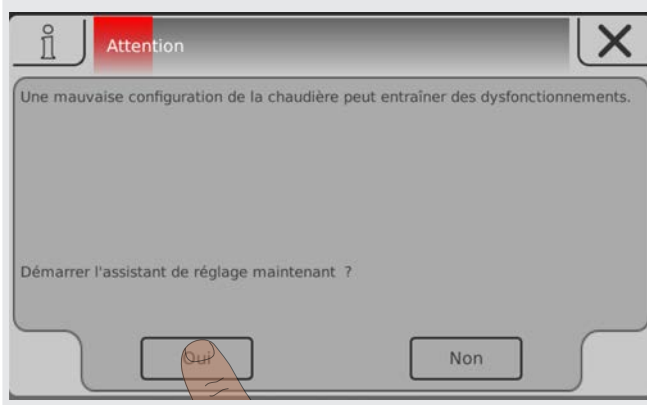 Attention
Une mauvaise configuration de la chaudière peut entraîner des dysfonctionnements.
Démarrer l'assistant de réglage maintenant ?
Oui Non